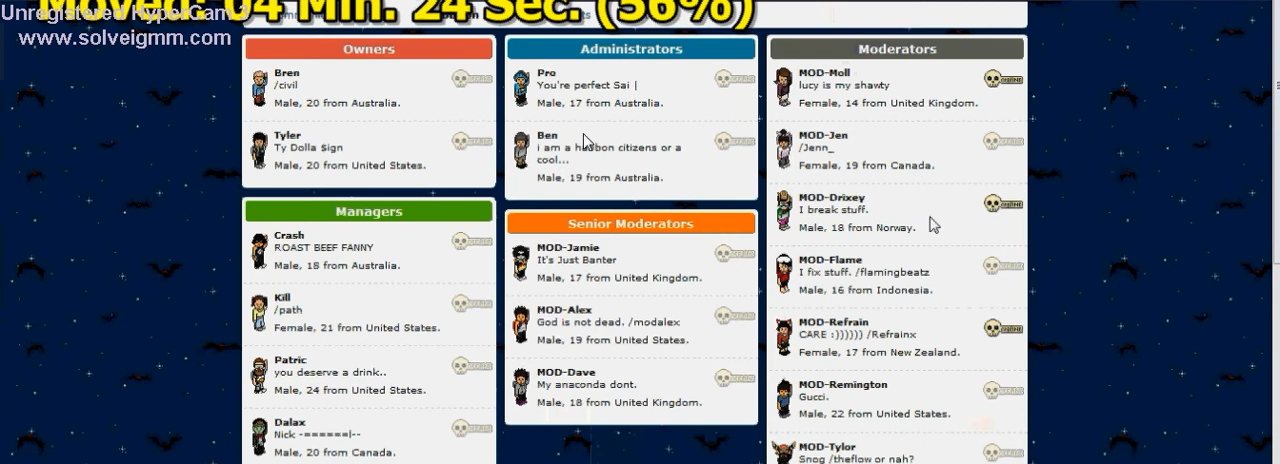 Moved: 04 Min. 24 Sec. (56%)
Unregistered HyperCam 2
www.solveigmm.com
Owners
Bren
/civil
Male, 20 from Australia.
Tyler
Ty Dolla $ign
Male, 20 from United States.
Managers
Crash
ROAST BEEF FANNY
Male, 18 from Australia.
Kill
/path
Female, 21 from United States.
Patric
you deserve a drink..
Male, 24 from United States.
Dalax
Nick -======|--
Male, 20 from Canada.
Administrators
Pro
You're perfect Sai |
Male, 17 from Australia.
Ben
i am a habbon citizens or a
cool...
Male, 19 from Australia.
Senior Moderators
MOD-Jamie
It's Just Banter
Male, 17 from United Kingdom.
MOD-Alex
God is not dead. /modalex
Male, 19 from United States.
MOD-Dave
My anaconda dont.
Male, 18 from United Kingdom.
Moderators
MOD-Moll
lucy is my shawty
Female, 14 from United Kingdom.
MOD-Jen
/Jenn_
Female, 19 from Canada.
MOD-Drixey
I break stuff.
Male, 18 from Norway.
MOD-Flame
I fix stuff. /flamingbeatz
Male, 16 from Indonesia.
MOD-Refrain
CARE :)))))) /Refrainx
Female, 17 from New Zealand.
MOD-Remington
Gucci.
Male, 22 from United States.
MOD-Tylor
Snog /theflow or nah?